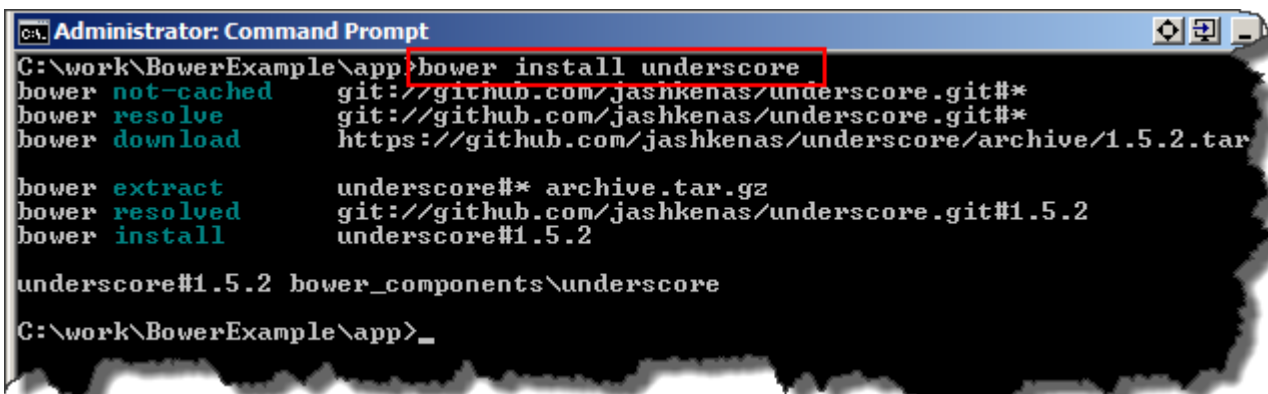 Administrator: Command Prompt
C:\work\BowerExample\app>bower install underscore
bower not-cached git://github.com/jashkenas/underscore.git#*
bower resolve git://github.com/jashkenas/underscore.git#*
bower download https://github.com/jashkenas/underscore/archive/1.5.2.tar
bower extract underscore#* archive.tar.gz
bower resolved git://github.com/jashkenas/underscore.git#1.5.2
bower install underscore#1.5.2
underscore#1.5.2 bower_components\underscore
C:\work\BowerExample\app>_